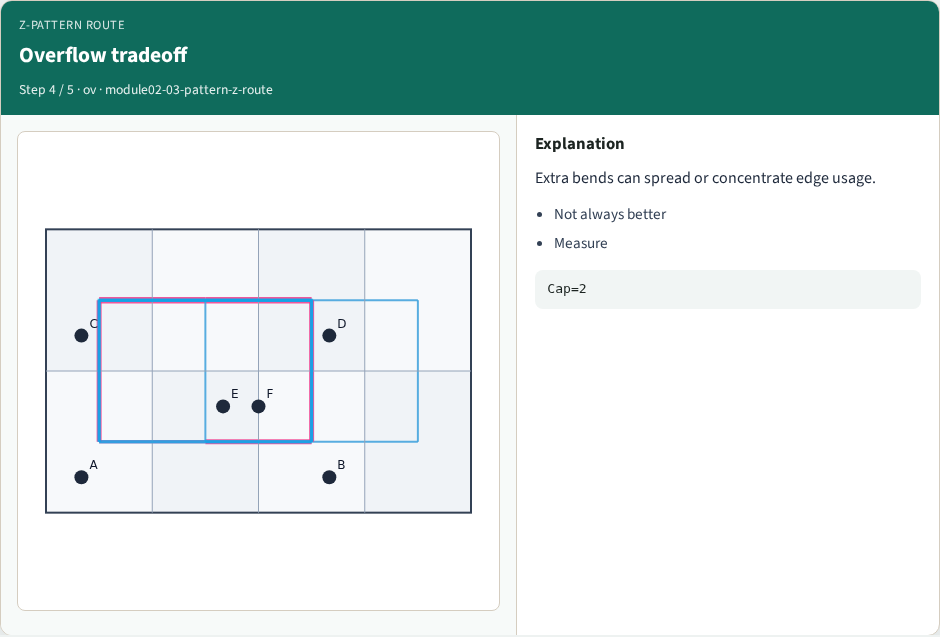 Z-PATTERN ROUTE
Overflow tradeoff
Step 4 / 5 · ov · module02-03-pattern-z-route
C
D
E
F
A
B
Explanation
Extra bends can spread or concentrate edge usage.
Not always better
Measure
Cap=2